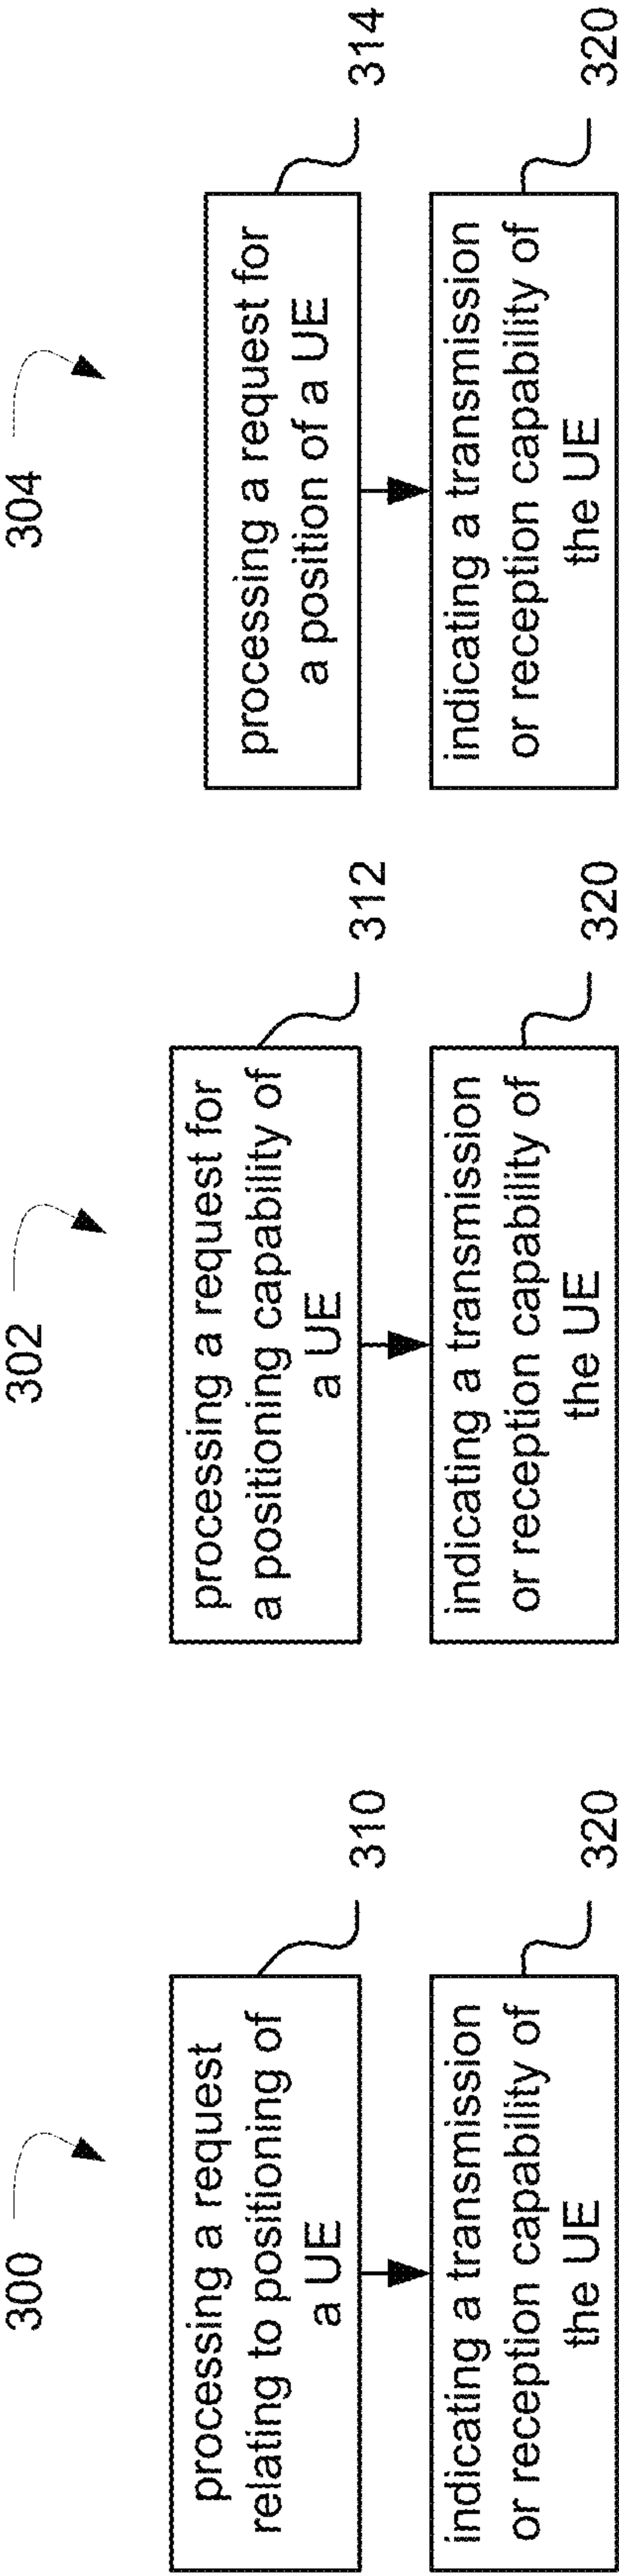 300
processing a request
relating to positioning of
a UE
310
indicating a transmission
or reception capability of
the UE
320
302
processing a request for
a positioning capability of
a UE
312
indicating a transmission
or reception capability of
the UE
320
304
processing a request for
a position of a UE
314
indicating a transmission
or reception capability of
the UE
320